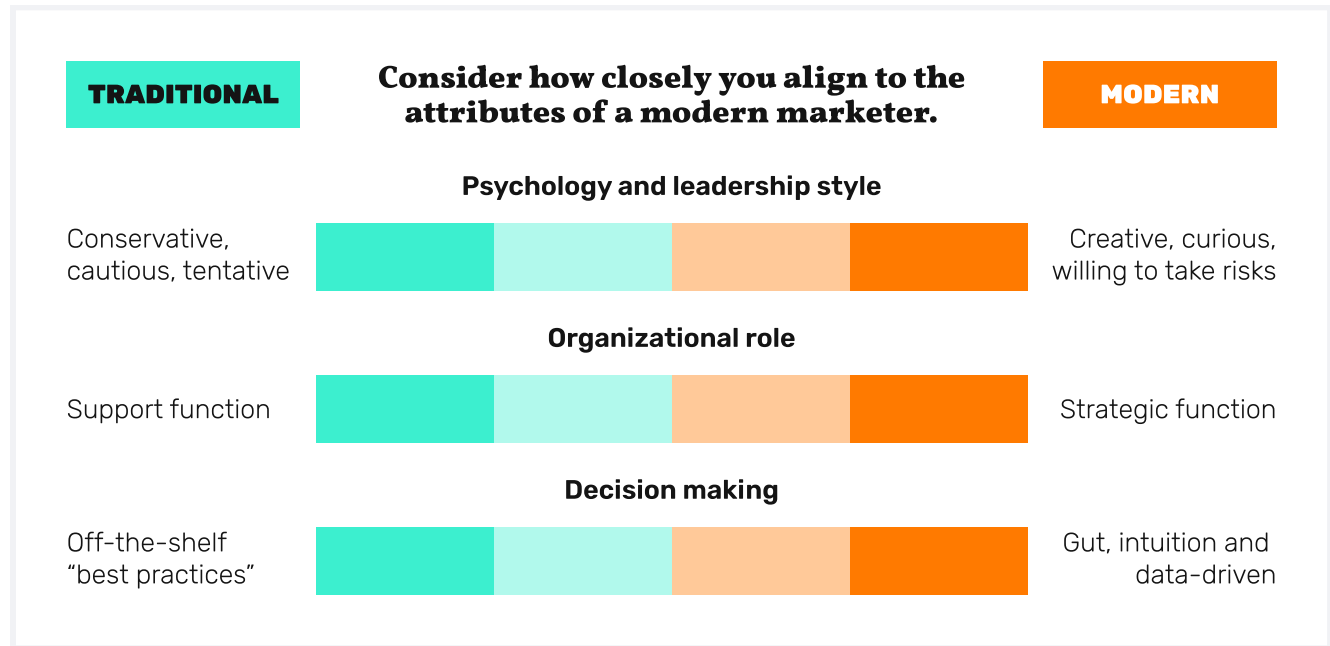 TRADITIONAL
Consider how closely you align to the
attributes of a modern marketer.
MODERN
Psychology and leadership style
Conservative,
cautious, tentative
Creative, curious,
willing to take risks
Organizational role
Support function
Strategic function
Decision making
Off-the-shelf
“best practices”
Gut, intuition and
data-driven